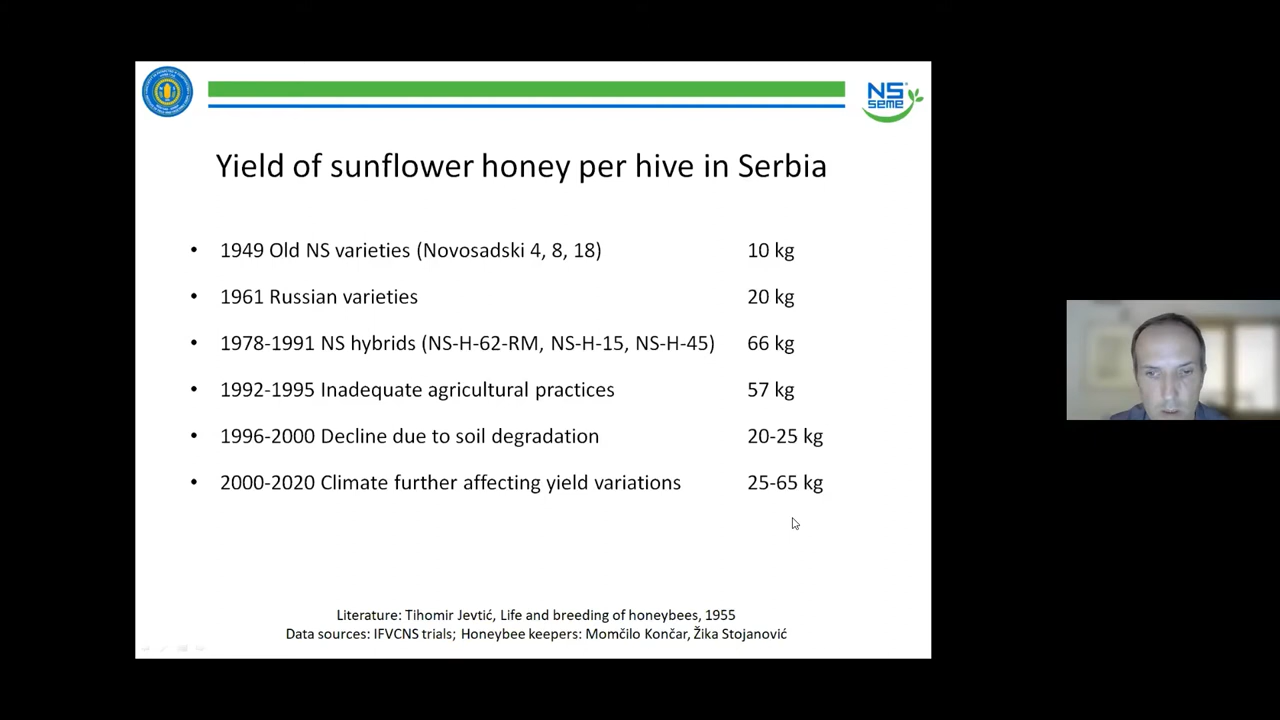 NS
seme
Yield of sunflower honey per hive in Serbia
• 1949 Old NS varieties (Novosadski 4, 8, 18) 10 kg
• 1961 Russian varieties 20 kg
• 1978-1991 NS hybrids (NS-H-62-RM, NS-H-15, NS-H-45) 66 kg
• 1992-1995 Inadequate agricultural practices 57 kg
• 1996-2000 Decline due to soil degradation 20-25 kg
• 2000-2020 Climate further affecting yield variations 25-65 kg
Literature: Tihomir Jevtić, Life and breeding of honeybees, 1955
Data sources: IFVCNS trials; Honeybee keepers: Momčilo Končar, Žika Stojanović